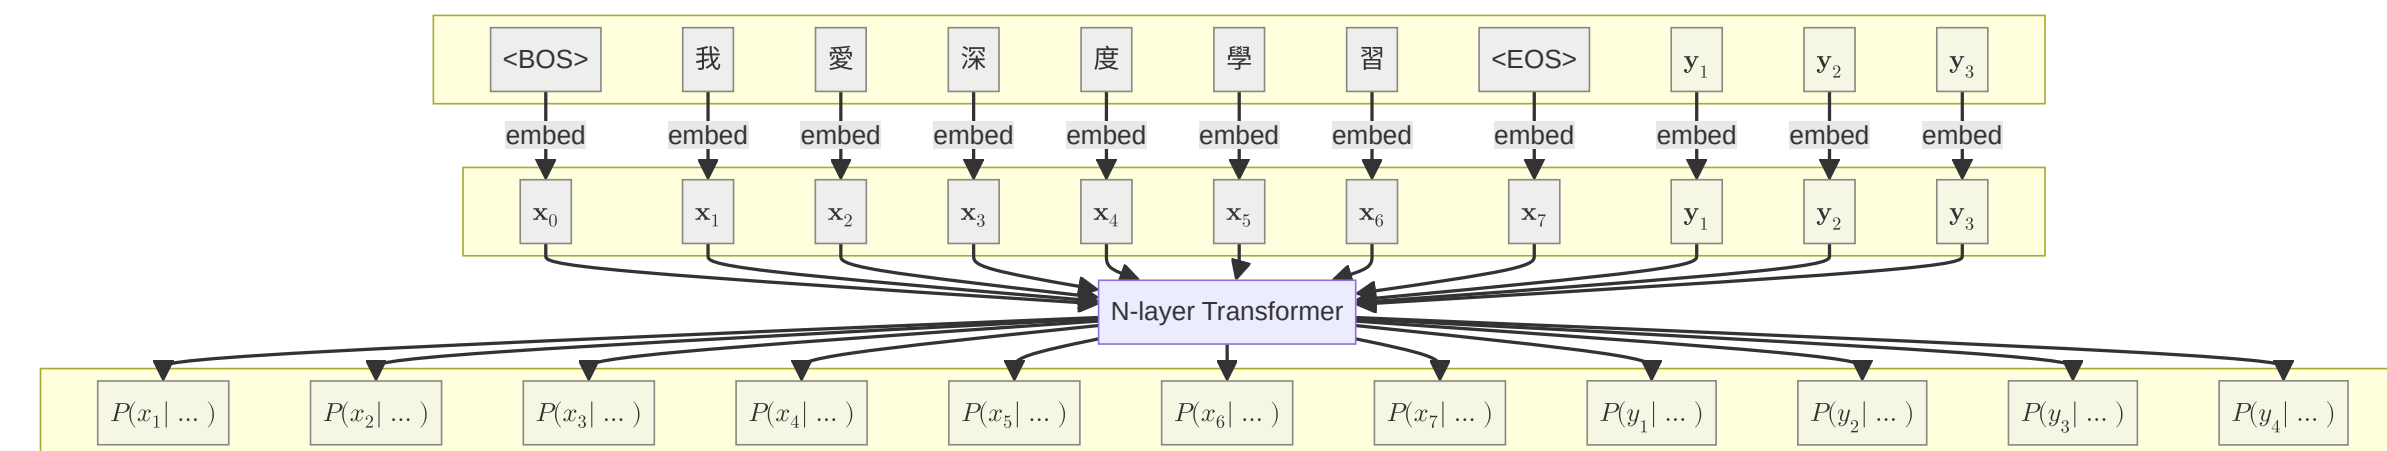 <BOS> 我 愛 深 度 學 習 <EOS> y₁ y₂ y₃
embed embed embed embed embed embed embed embed embed embed embed
x₀ x₁ x₂ x₃ x₄ x₅ x₆ x₇ y₁ y₂ y₃
N-layer Transformer
P(x₁| ... ) P(x₂| ... ) P(x₃| ... ) P(x₄| ... ) P(x₅| ... ) P(x₆| ... ) P(x₇| ... ) P(y₁| ... ) P(y₂| ... ) P(y₃| ... ) P(y₄| ... )